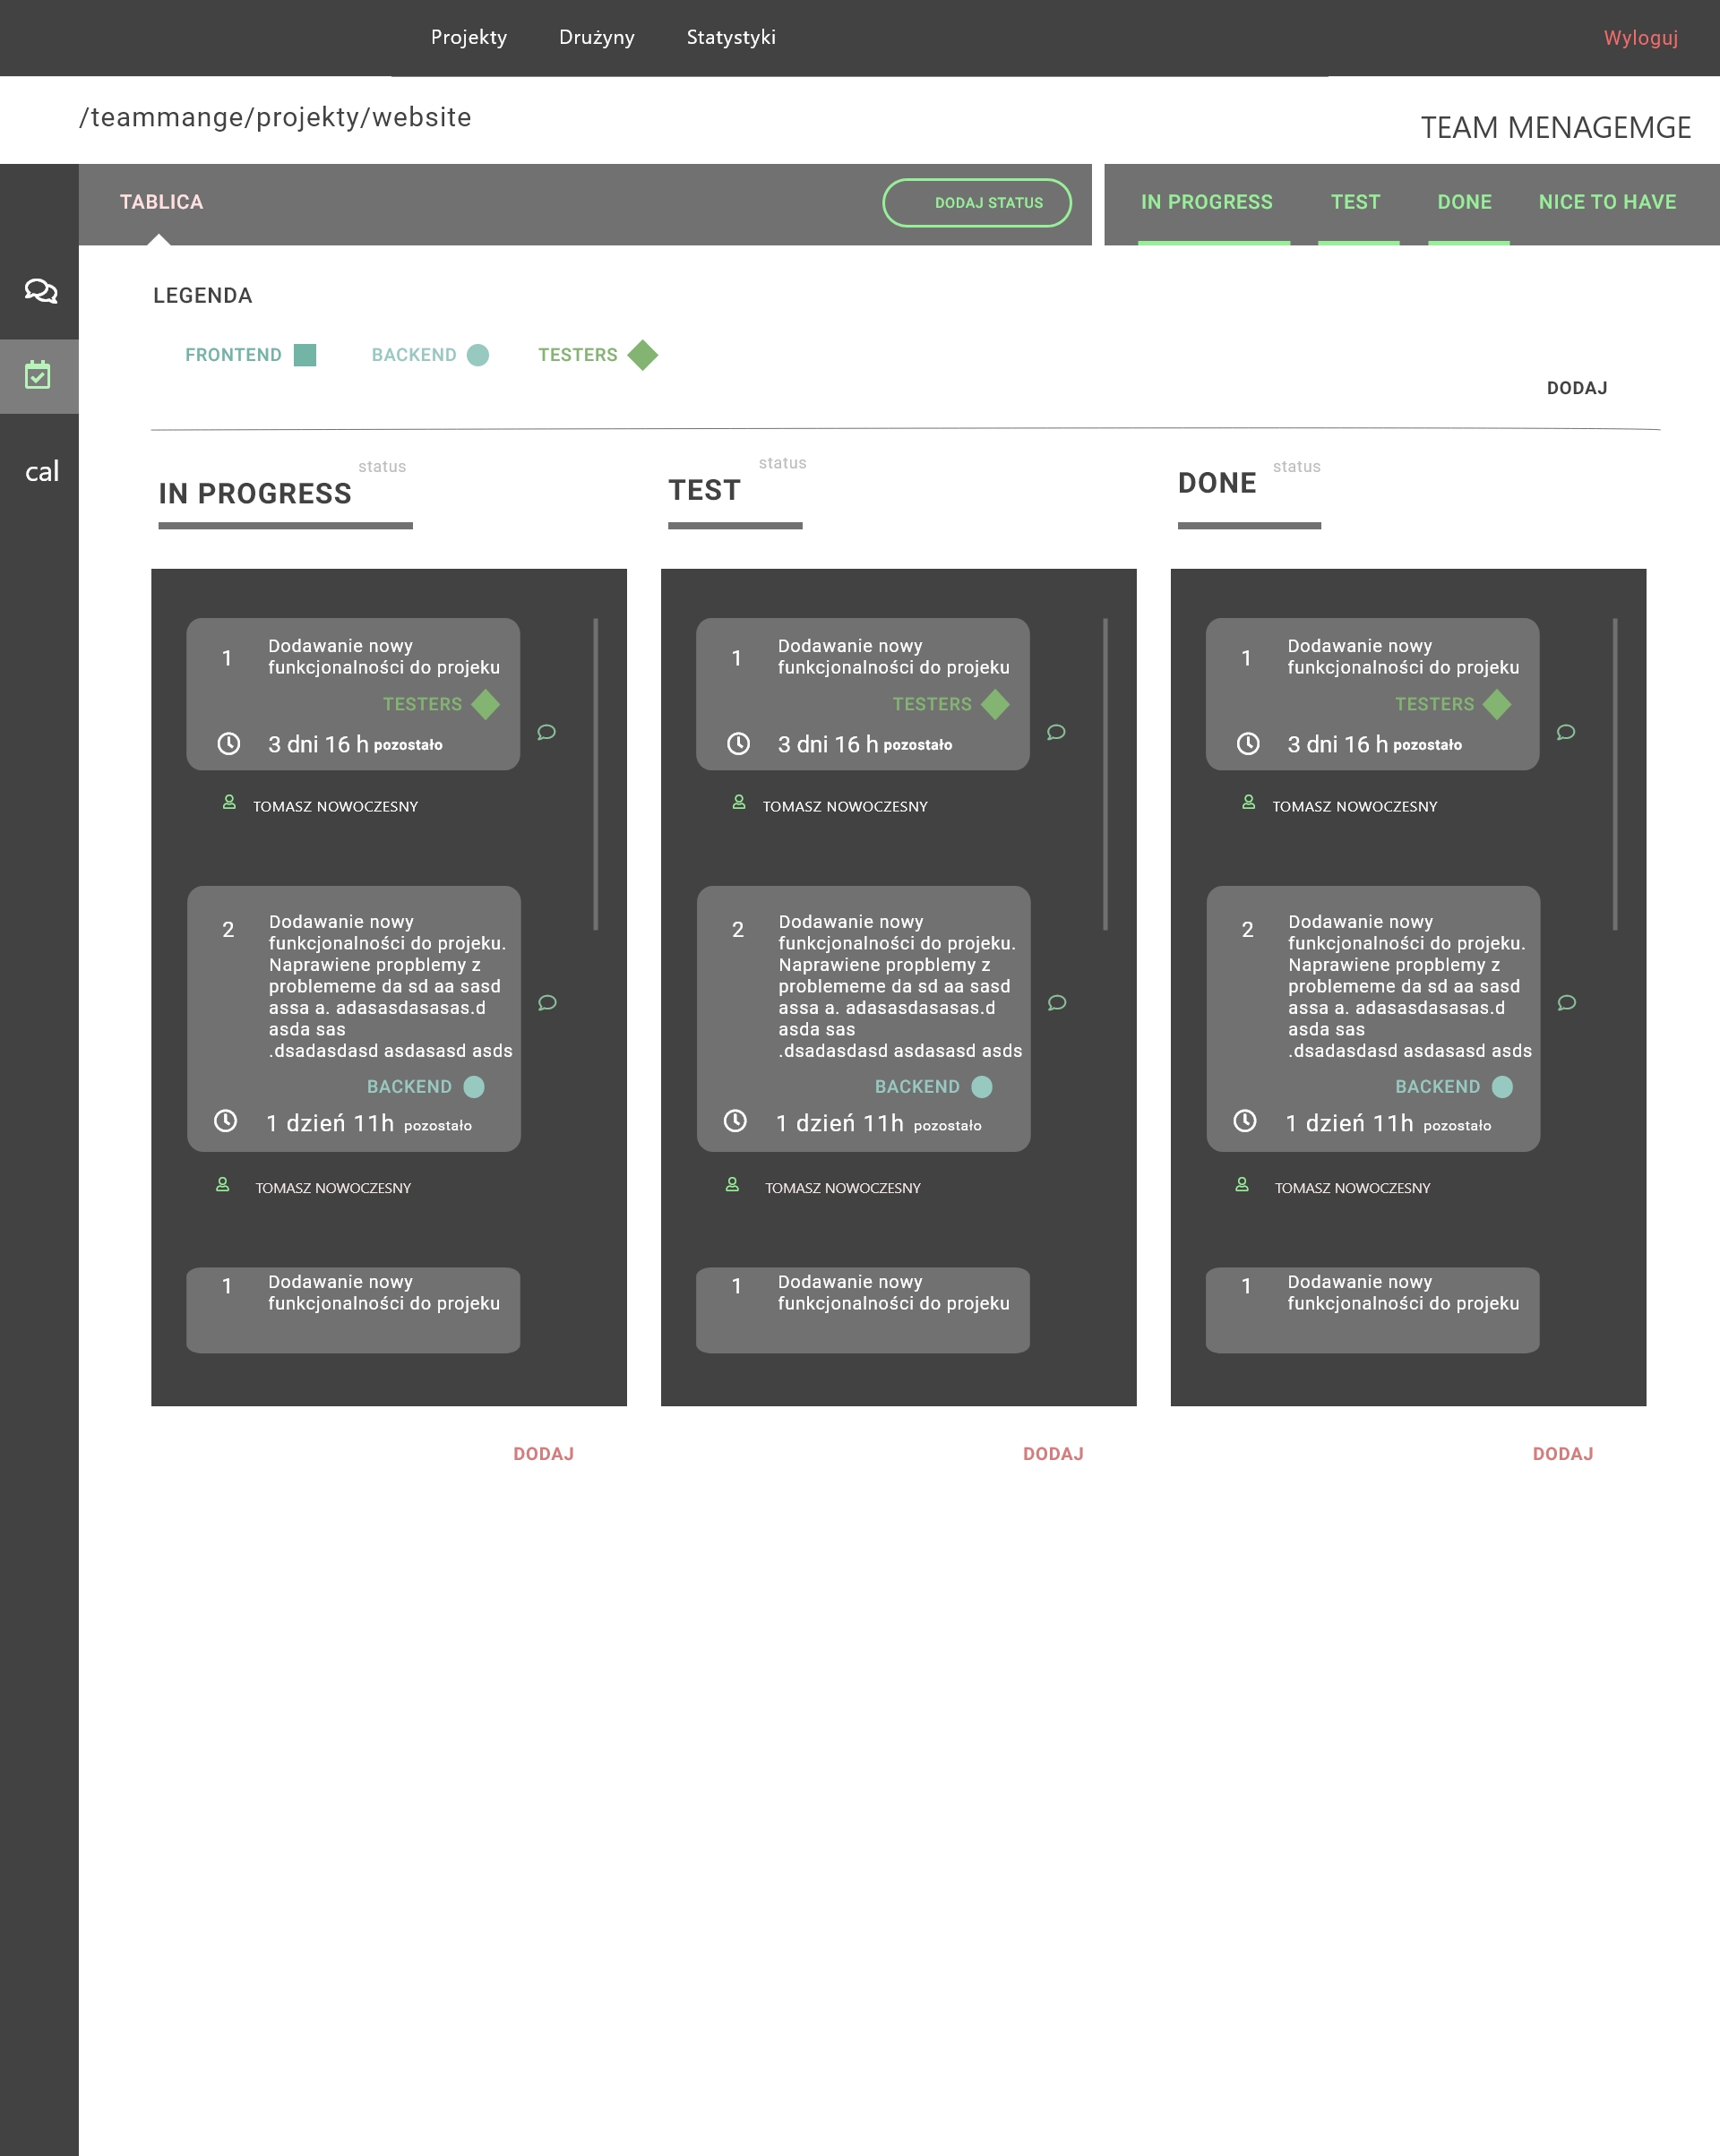 Projekty Drużyny Statystyki Wyloguj
/teammange/projekty/website
TEAM MENAGEMGE
TABLICA
DODAJ STATUS
IN PROGRESS TEST DONE NICE TO HAVE
LEGENDA
FRONTEND BACKEND TESTERS
DODAJ
cal
IN PROGRESS status
1
Dodawanie nowy
funkcjonalności do projeku
TESTERS
3 dni 16 h pozostało
TOMASZ NOWOCZESNY
2
Dodawanie nowy
funkcjonalności do projeku.
Naprawiene propblemy z
problememe da sd aa sasd
assa a. adasasdasasas.d
asda sas
.dsadasdasd asdasasd asds
BACKEND
1 dzień 11h pozostało
TOMASZ NOWOCZESNY
1
Dodawanie nowy
funkcjonalności do projeku
DODAJ
TEST status
1
Dodawanie nowy
funkcjonalności do projeku
TESTERS
3 dni 16 h pozostało
TOMASZ NOWOCZESNY
2
Dodawanie nowy
funkcjonalności do projeku.
Naprawiene propblemy z
problememe da sd aa sasd
assa a. adasasdasasas.d
asda sas
.dsadasdasd asdasasd asds
BACKEND
1 dzień 11h pozostało
TOMASZ NOWOCZESNY
1
Dodawanie nowy
funkcjonalności do projeku
DODAJ
DONE status
1
Dodawanie nowy
funkcjonalności do projeku
TESTERS
3 dni 16 h pozostało
TOMASZ NOWOCZESNY
2
Dodawanie nowy
funkcjonalności do projeku.
Naprawiene propblemy z
problememe da sd aa sasd
assa a. adasasdasasas.d
asda sas
.dsadasdasd asdasasd asds
BACKEND
1 dzień 11h pozostało
TOMASZ NOWOCZESNY
1
Dodawanie nowy
funkcjonalności do projeku
DODAJ